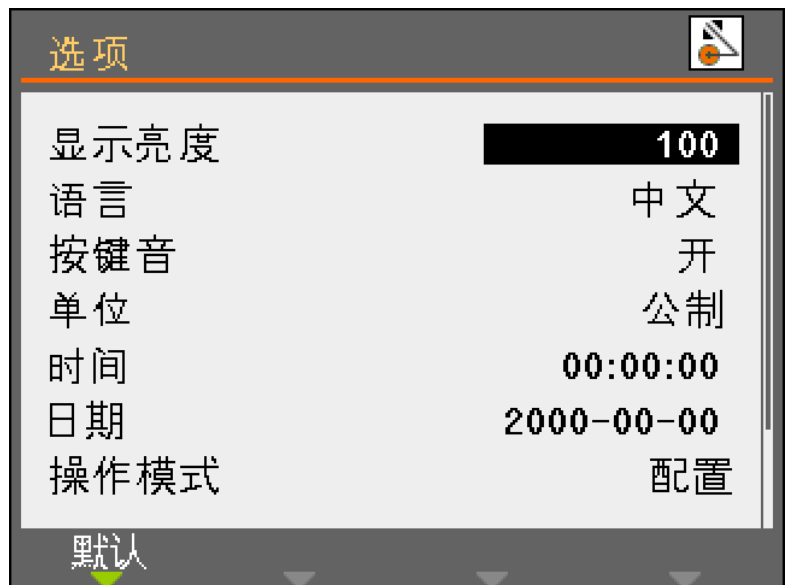 选项
显示亮度 100
语言 中文
按键音 开
单位 公制
时间 00:00:00
日期 2000-00-00
操作模式 配置
默认